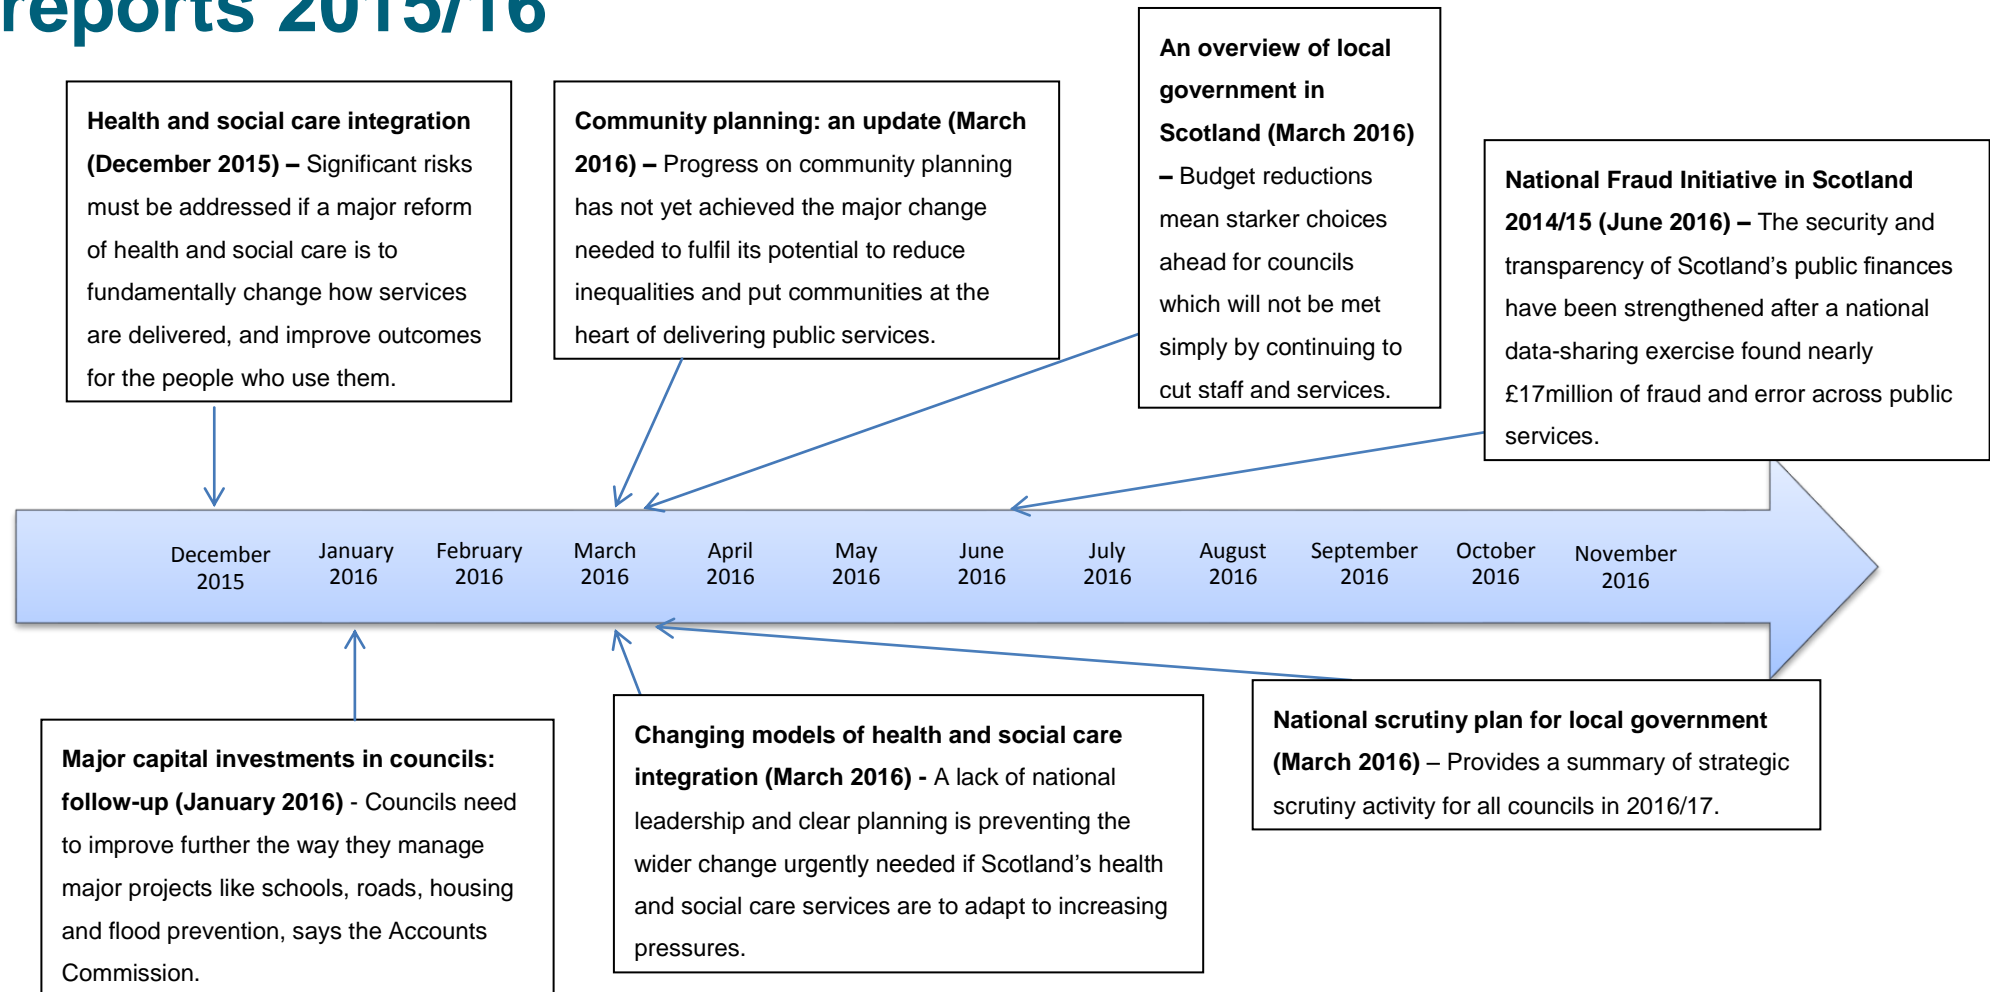 reports 2015/16
Health and social care integration
(December 2015) – Significant risks
must be addressed if a major reform
of health and social care is to
fundamentally change how services
are delivered, and improve outcomes
for the people who use them.
Community planning: an update (March
2016) – Progress on community planning
has not yet achieved the major change
needed to fulfil its potential to reduce
inequalities and put communities at the
heart of delivering public services.
An overview of local
government in
Scotland (March 2016)
– Budget reductions
mean starker choices
ahead for councils
which will not be met
simply by continuing to
cut staff and services.
National Fraud Initiative in Scotland
2014/15 (June 2016) – The security and
transparency of Scotland’s public finances
have been strengthened after a national
data-sharing exercise found nearly
£17million of fraud and error across public
services.
December
2015
January
2016
February
2016
March
2016
April
2016
May
2016
June
2016
July
2016
August
2016
September
2016
October
2016
November
2016
Major capital investments in councils:
follow-up (January 2016) - Councils need
to improve further the way they manage
major projects like schools, roads, housing
and flood prevention, says the Accounts
Commission.
Changing models of health and social care
integration (March 2016) - A lack of national
leadership and clear planning is preventing the
wider change urgently needed if Scotland’s health
and social care services are to adapt to increasing
pressures.
National scrutiny plan for local government
(March 2016) – Provides a summary of strategic
scrutiny activity for all councils in 2016/17.